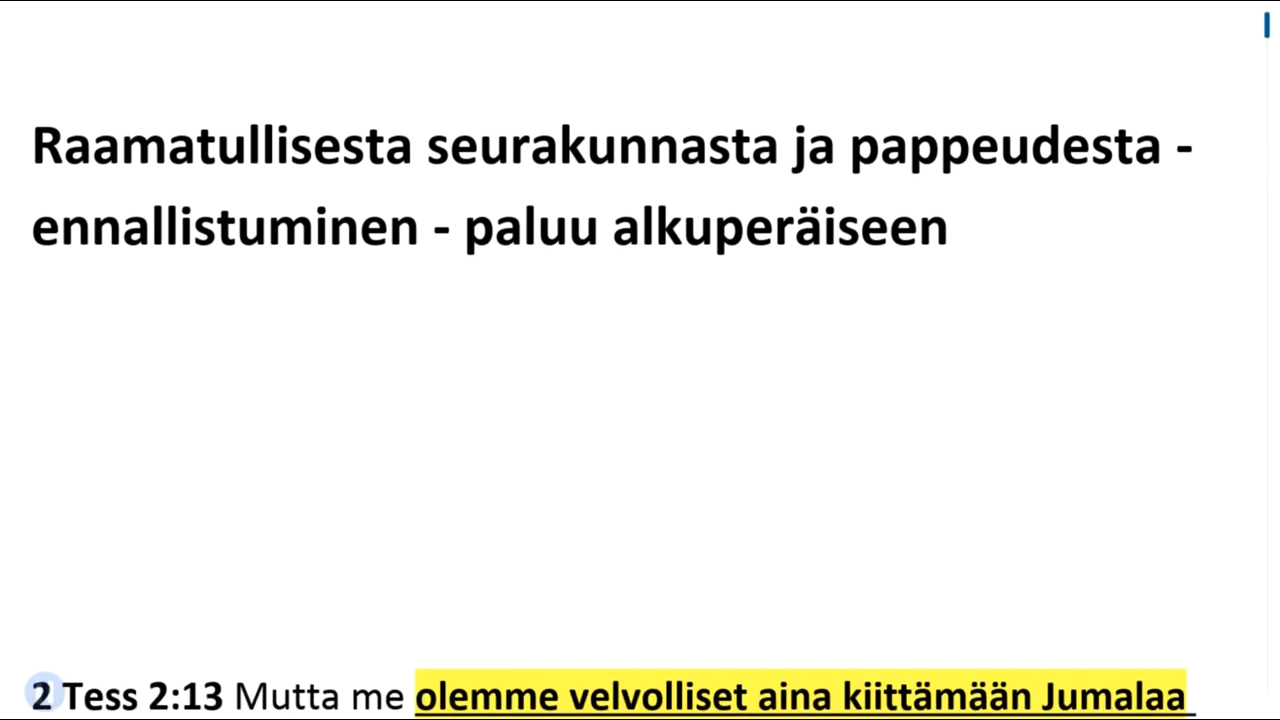 Raamatullisesta seurakunnasta ja pappeudesta -
ennallistuminen - paluu alkuperäiseen
2 Tess 2:13 Mutta me olemme velvolliset aina kiittämään Jumalaa